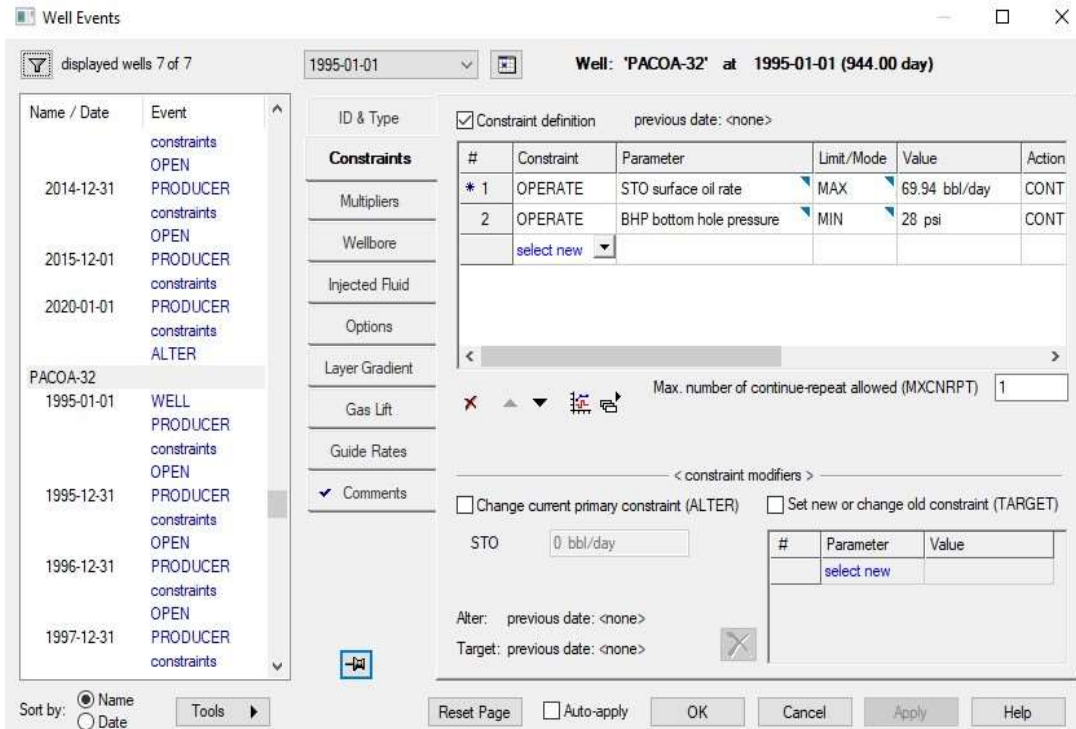 Well Events
displayed wells 7 of 7
1995-01-01
Well: 'PACOA-32' at 1995-01-01 (944.00 day)
Name / Date Event
constraints
OPEN
2014-12-31 PRODUCER
constraints
OPEN
2015-12-01 PRODUCER
constraints
2020-01-01 PRODUCER
constraints
ALTER
PACOA-32
1995-01-01 WELL
PRODUCER
constraints
OPEN
1995-12-31 PRODUCER
constraints
OPEN
1996-12-31 PRODUCER
constraints
OPEN
1997-12-31 PRODUCER
constraints
ID & Type
Constraints
Multipliers
Wellbore
Injected Fluid
Options
Layer Gradient
Gas Lift
Guide Rates
Comments
Constraint definition previous date: <none>
# Constraint Parameter Limit/Mode Value Action
* 1 OPERATE STO surface oil rate MAX 69.94 bbl/day CONT
2 OPERATE BHP bottom hole pressure MIN 28 psi CONT
select new
Max. number of continue-repeat allowed (MXCNRPT) 1
< constraint modifiers >
Change current primary constraint (ALTER)
STO 0 bbl/day
Set new or change old constraint (TARGET)
# Parameter Value
select new
Alter: previous date: <none>
Target: previous date: <none>
Sort by: Name
Date
Tools
Reset Page
Auto-apply
OK
Cancel
Apply
Help